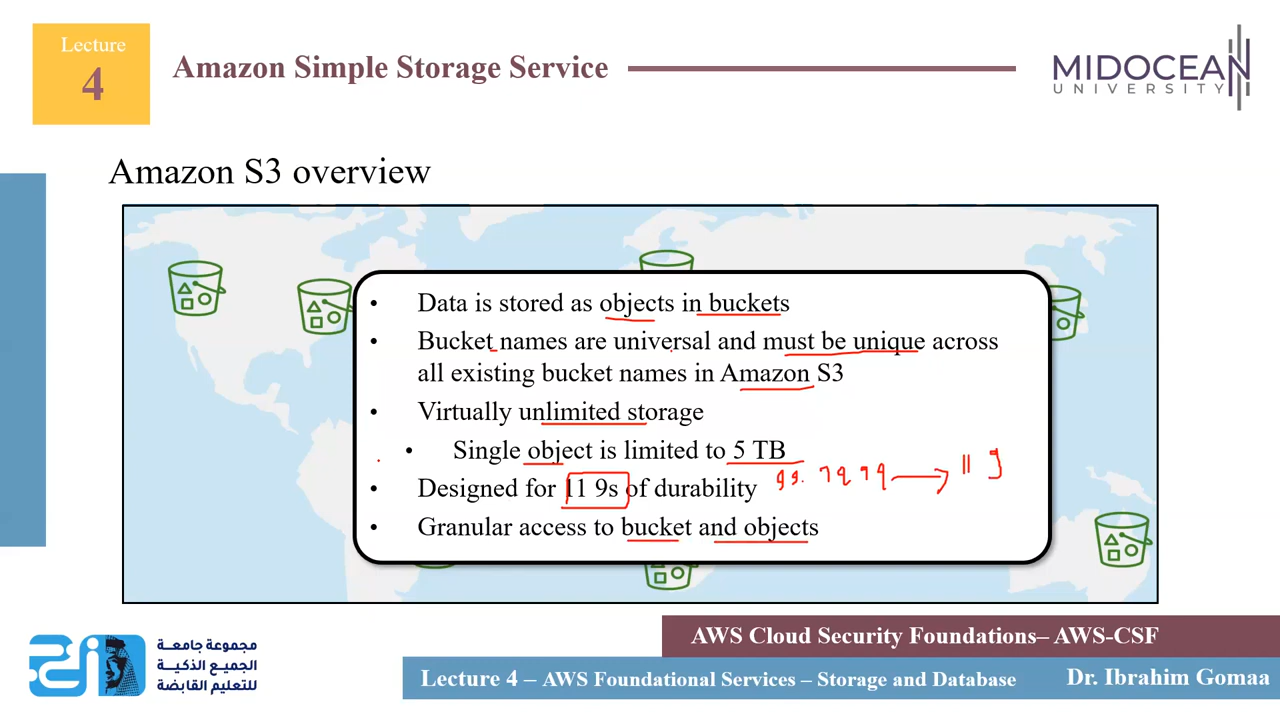 Lecture
4
Amazon Simple Storage Service
MIDOCEAN
UNIVERSITY
Amazon S3 overview
• Data is stored as objects in buckets
• Bucket names are universal and must be unique across
all existing bucket names in Amazon S3
• Virtually unlimited storage
• Single object is limited to 5 TB
• Designed for 11 9s of durability
99. 9999 → 11 9
• Granular access to bucket and objects
مجموعة جامعة
الجميع الذكية
للتعليم القابضة
AWS Cloud Security Foundations– AWS-CSF
Lecture 4 – AWS Foundational Services – Storage and Database
Dr. Ibrahim Gomaa